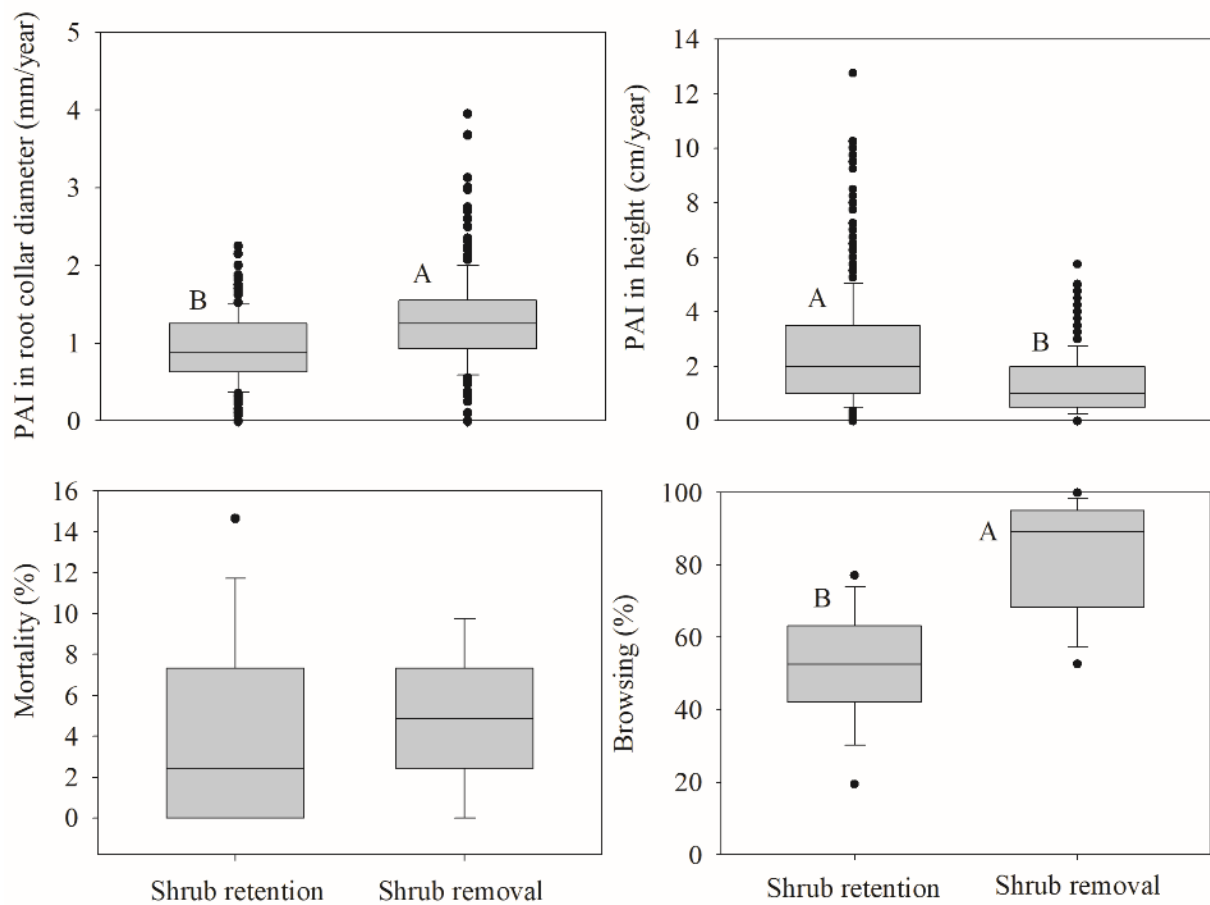 PAI in root collar diameter (mm/year)
5
4
3
2
1
0
B
A
PAI in height (cm/year)
14
12
10
8
6
4
2
0
A
B
Mortality (%)
16
14
12
10
8
6
4
2
0
Shrub retention
Shrub removal
Browsing (%)
100
80
60
40
20
0
B
A
Shrub retention
Shrub removal